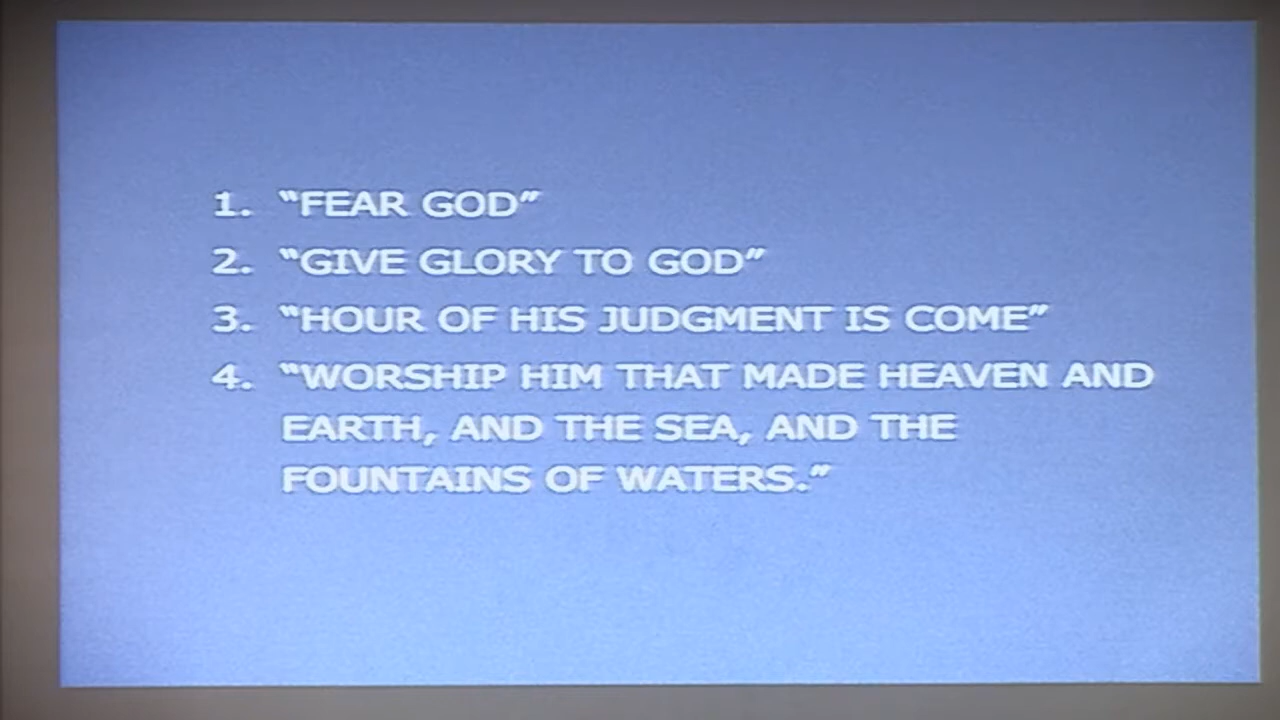 1. “FEAR GOD”
2. “GIVE GLORY TO GOD”
3. “HOUR OF HIS JUDGMENT IS COME”
4. “WORSHIP HIM THAT MADE HEAVEN AND
EARTH, AND THE SEA, AND THE
FOUNTAINS OF WATERS.”